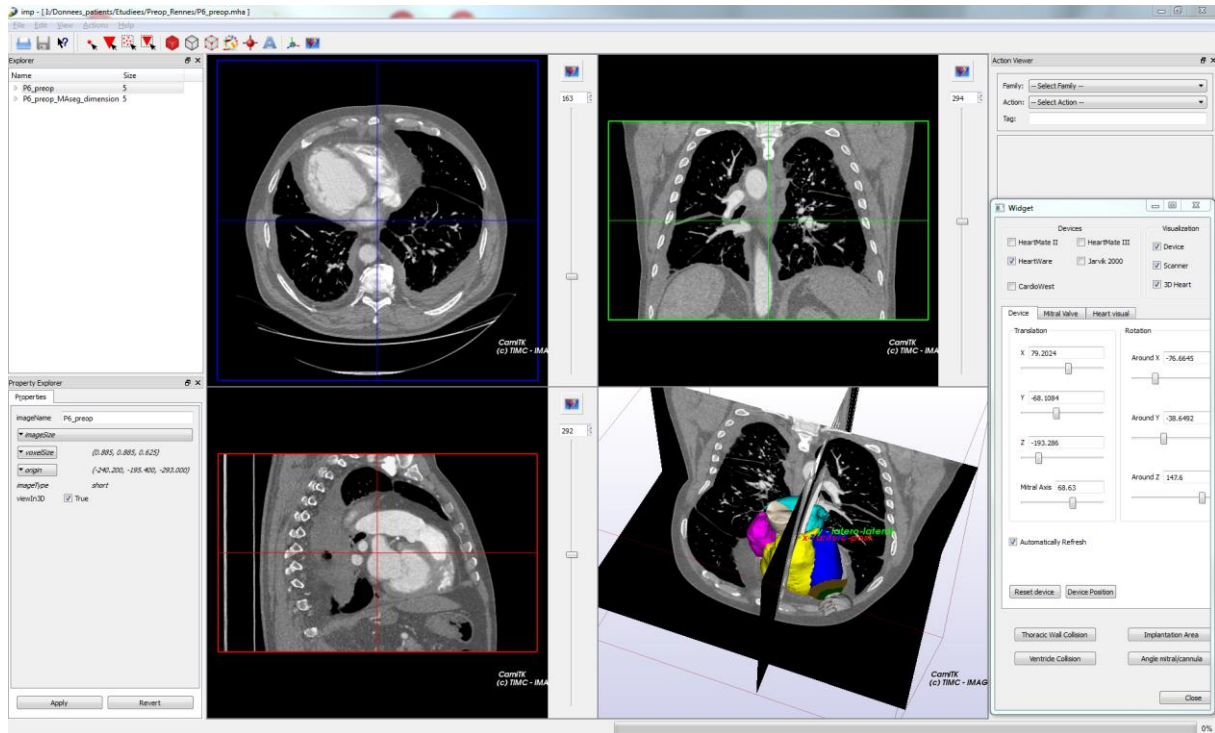 imp - [ I:/Donnees_patients/Etudiees/Preop_Rennes/P6_preop.mha ]
File Edit View Actions Help
Explorer
Name Size
P6_preop 5
P6_preop_MAseg_dimension 5
Property Explorer
Properties
imageName P6_preop
imageSize
voxelSize (0.885, 0.885, 0.625)
origin (-240.200, -195.400, -293.000)
imageType short
viewIn3D True
Apply Revert
163
CamiTK
(c) TIMC - IMA
294
CamiTK
(c) TIMC - IMA
292
CamiTK
(c) TIMC - IMA
y - latero-lateral
CamiTK
(c) TIMC - IMAG
Action Viewer
Family: -- Select Family --
Action: -- Select Action --
Tag:
Widget
Devices Visualization
HeartMate II HeartMate III Device
HeartWare Jarvik 2000 Scanner
CardioWest 3D Heart
Device Mitral Valve Heart visual
Translation Rotation
X 79.2024
Around X -76.6645
Y -68.1084
Around Y -38.6492
Z -193.286
Around Z 147.6
Mitral Axis 68.63
Automatically Refresh
Reset device Device Position
Thoracic Wall Collision Implantation Area
Ventricle Collision Angle mitral/cannula
Close
0%